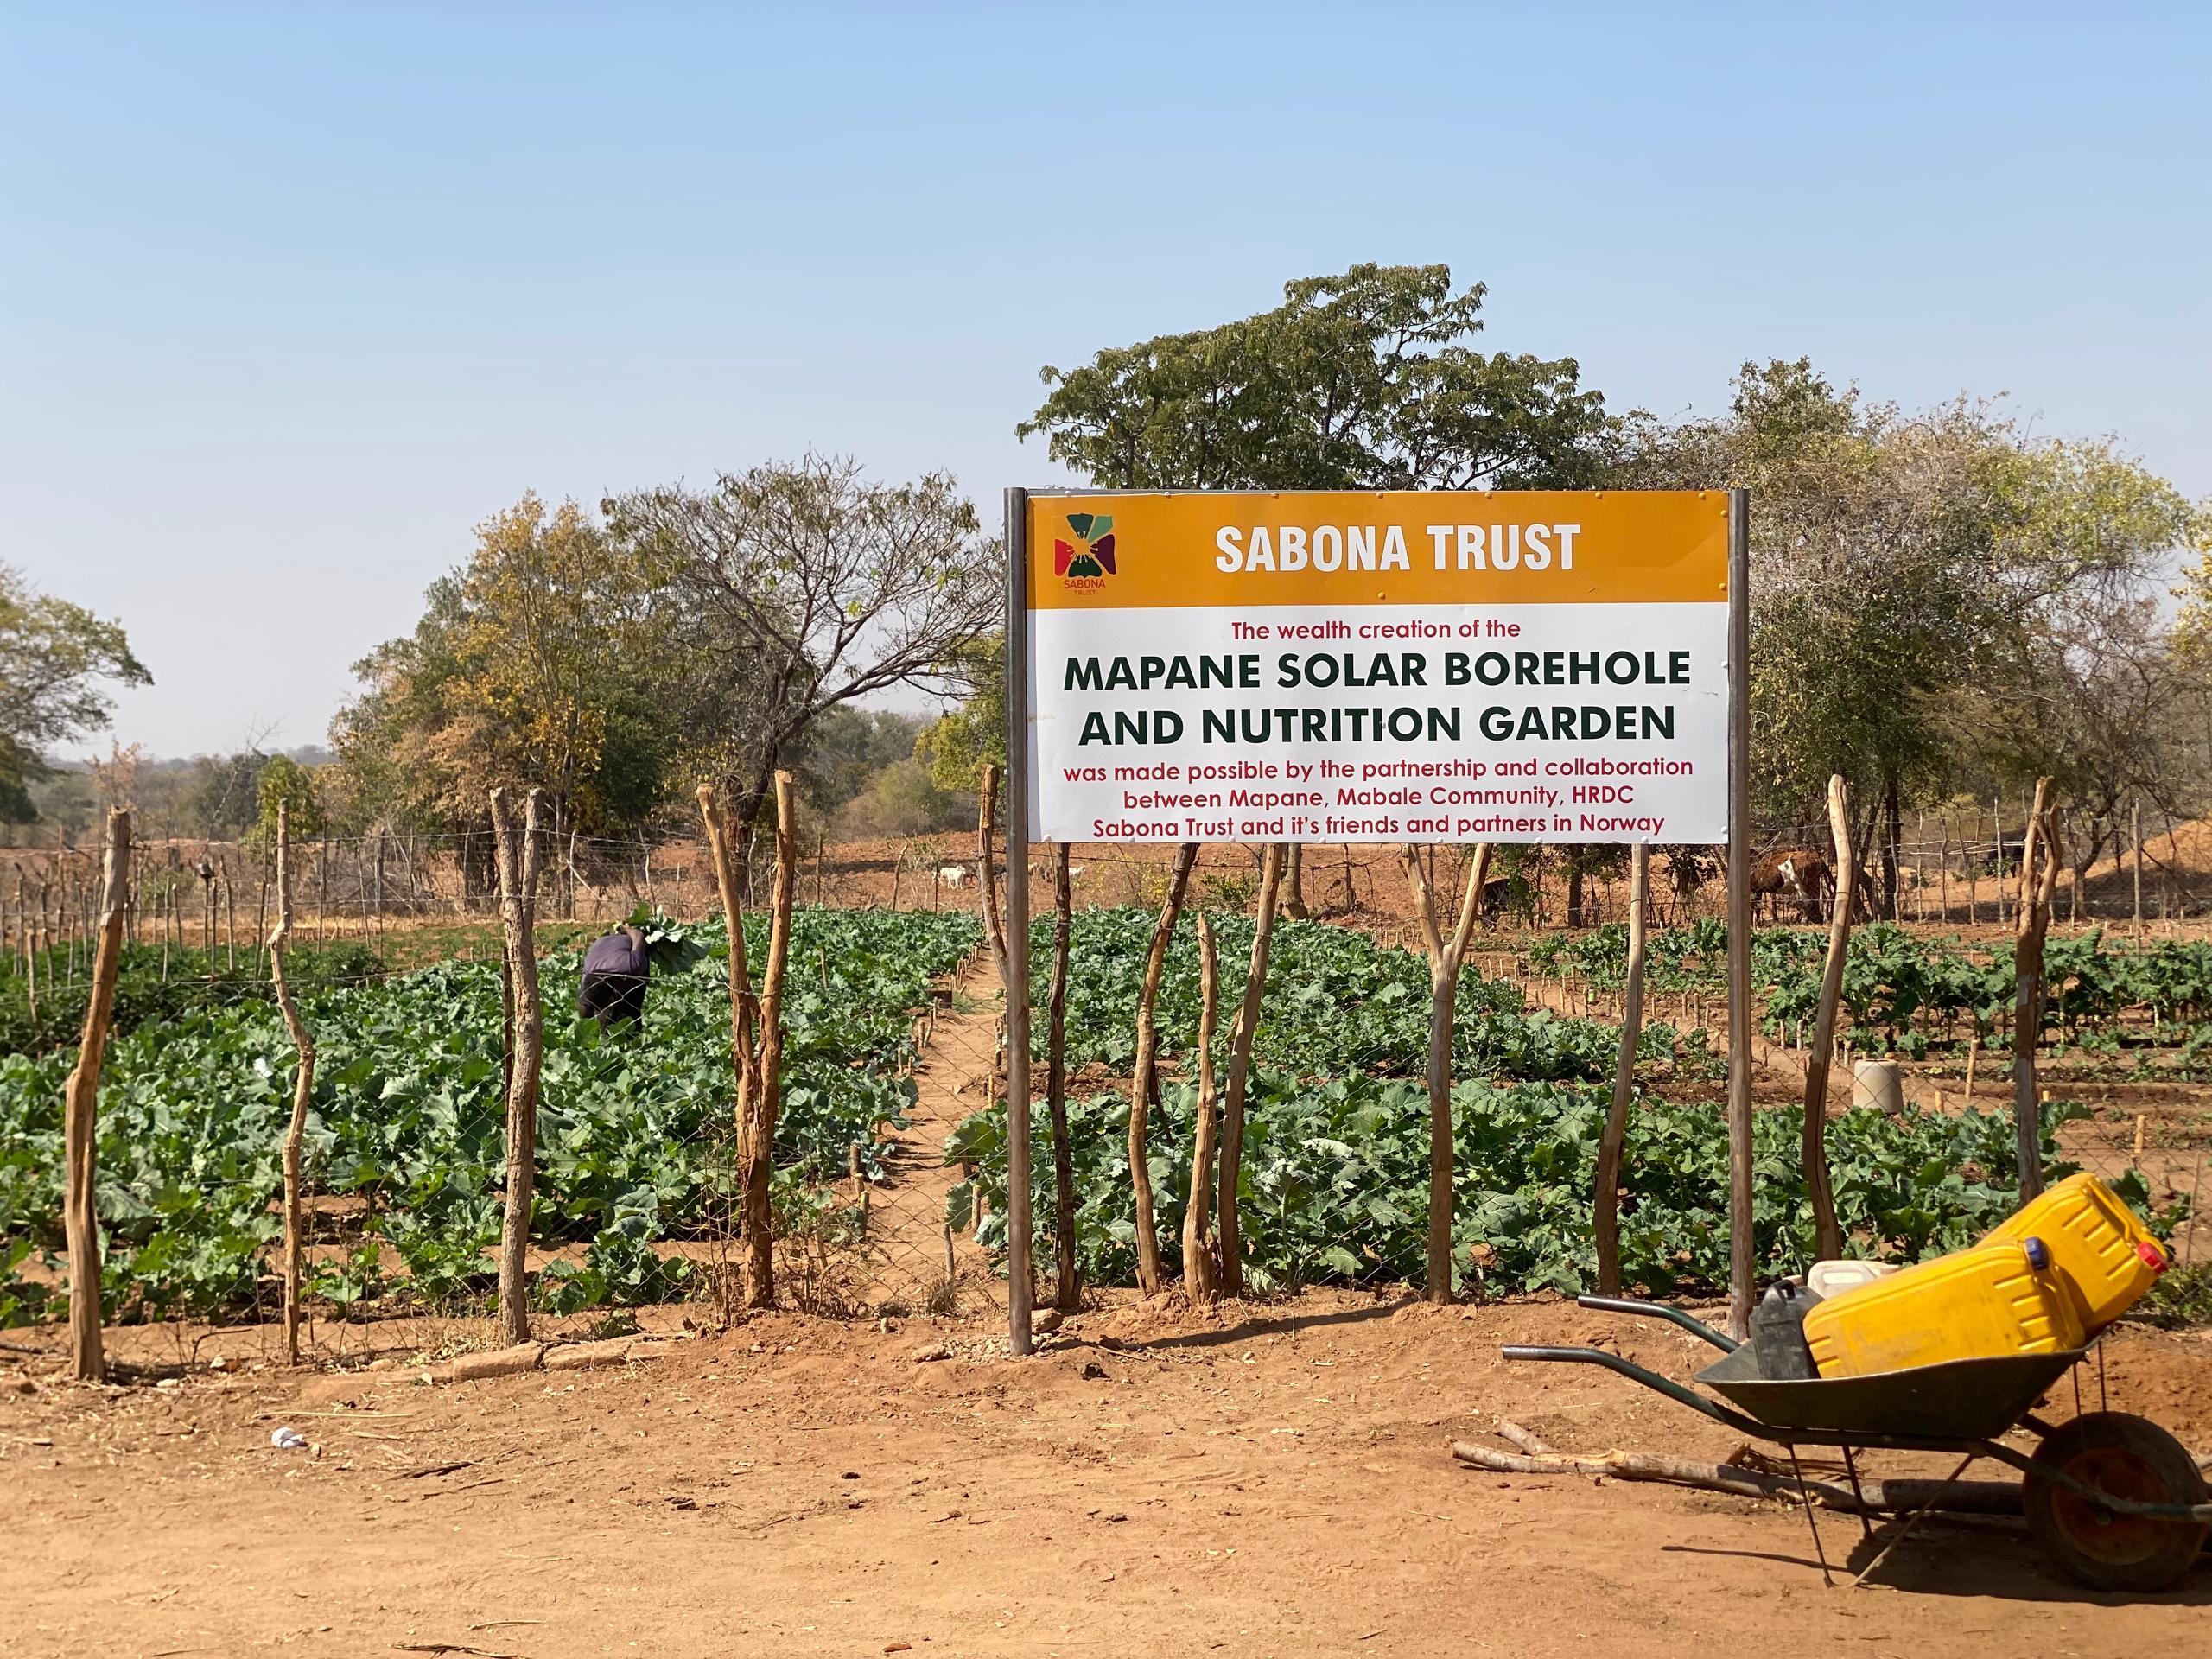 SABONA TRUST
SABONA
TRUST
The wealth creation of the
MAPANE SOLAR BOREHOLE
AND NUTRITION GARDEN
was made possible by the partnership and collaboration
between Mapane, Mabale Community, HRDC
Sabona Trust and it's friends and partners in Norway